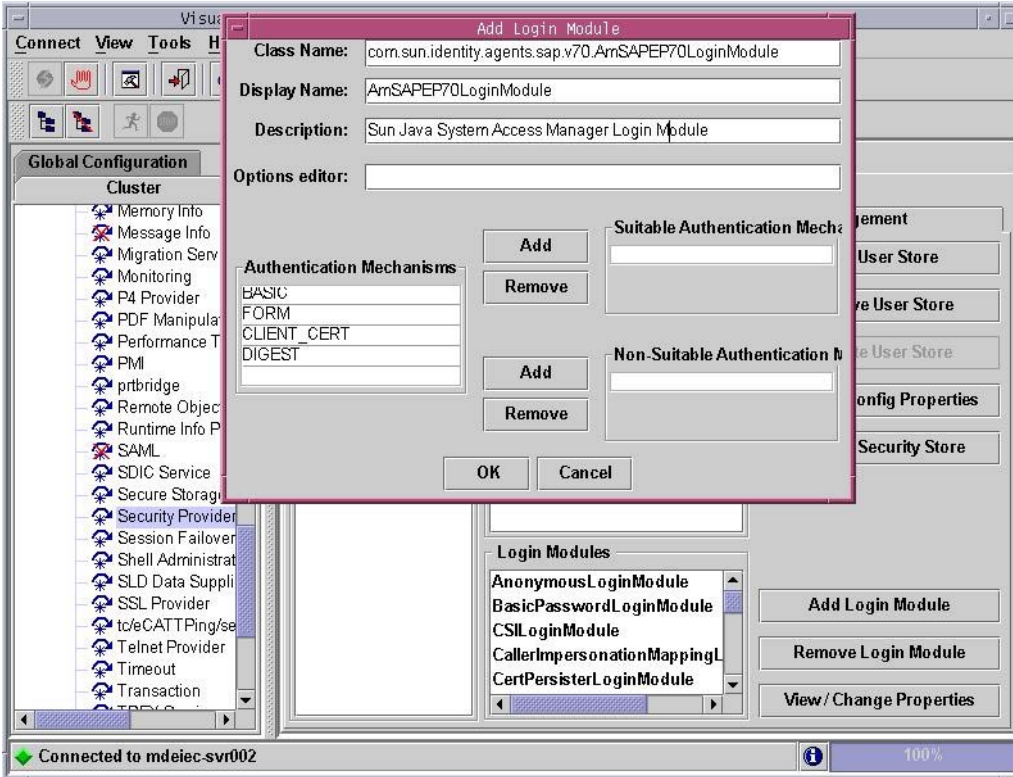 Visua
Add Login Module
Connect View Tools H
Class Name: com.sun.identity.agents.sap.v70.AmSAPEP70LoginModule
Display Name: AmSAPEP70LoginModule
Description: Sun Java System Access Manager Login Module
Options editor:
Global Configuration
Cluster
Memory Info
Message Info
Migration Serv
Monitoring
P4 Provider
PDF Manipula
Performance T
PMI
prtbridge
Remote Objec
Runtime Info P
SAML
SDIC Service
Secure Storage
Security Provider
Session Failover
Shell Administrat
SLD Data Suppli
SSL Provider
tc/eCATTPing/se
Telnet Provider
Timeout
Transaction
Authentication Mechanisms
BASIC
FORM
CLIENT_CERT
DIGEST
Add
Remove
Suitable Authentication Mecha
Add
Remove
Non-Suitable Authentication M
OK
Cancel
gement
User Store
ve User Store
te User Store
onfig Properties
Security Store
Login Modules
AnonymousLoginModule
BasicPasswordLoginModule
CSILoginModule
CallerImpersonationMappingL
CertPersisterLoginModule
Add Login Module
Remove Login Module
View / Change Properties
Connected to mdeiec-svr002
100%